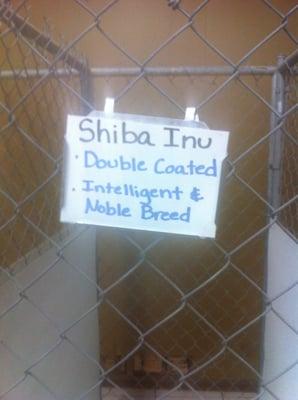 Shiba Inu
• Double Coated
• Intelligent &
Noble Breed